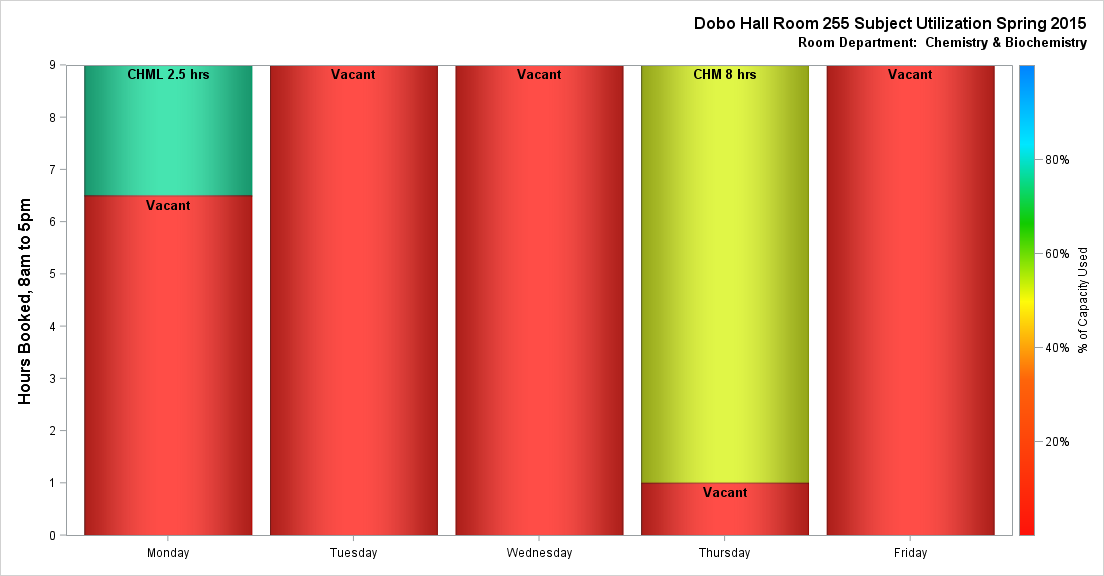 Dobo Hall Room 255 Subject Utilization Spring 2015
Room Department:  Chemistry & Biochemistry
Hours Booked, 8am to 5pm
9
8
7
6
5
4
3
2
1
0
CHML 2.5 hrs
Vacant
Vacant
Vacant
CHM 8 hrs
Vacant
Vacant
Monday
Tuesday
Wednesday
Thursday
Friday
80%
60%
40%
20%
% of Capacity Used